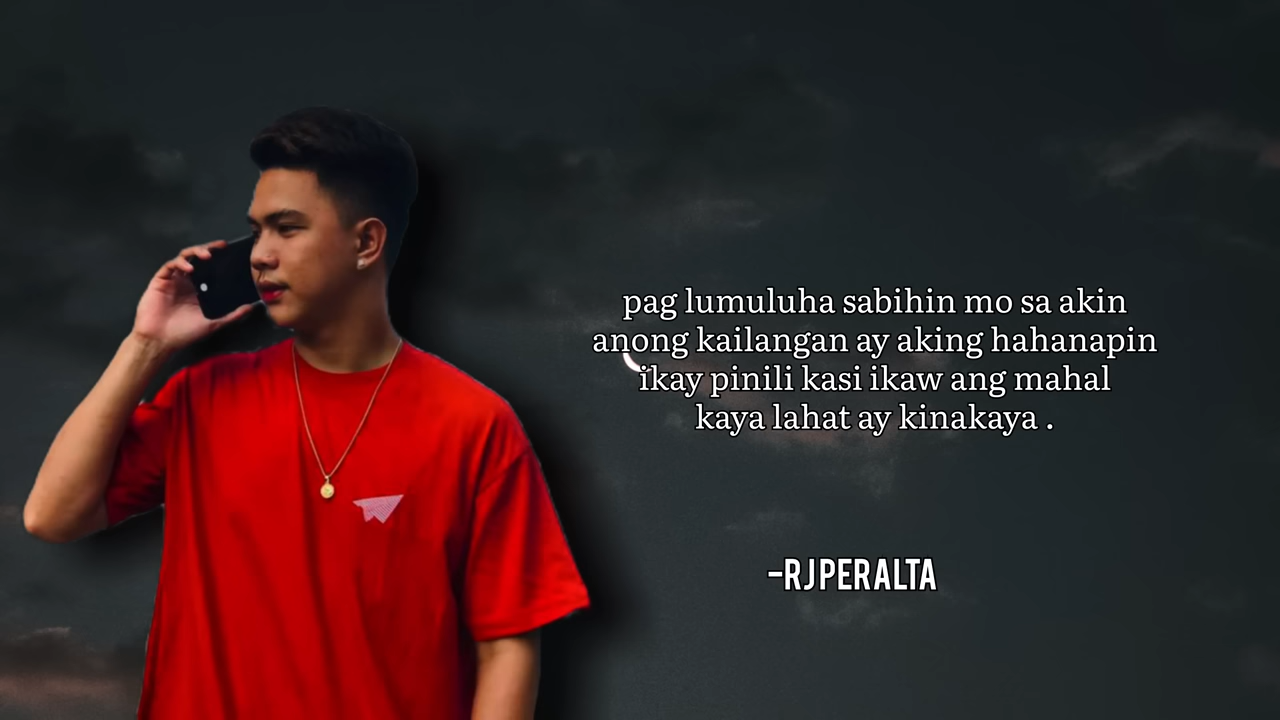 pag lumuluha sabihin mo sa akin
anong kailangan ay aking hahanapin
ikay pinili kasi ikaw ang mahal
kaya lahat ay kinakaya .
-RJPERALTA